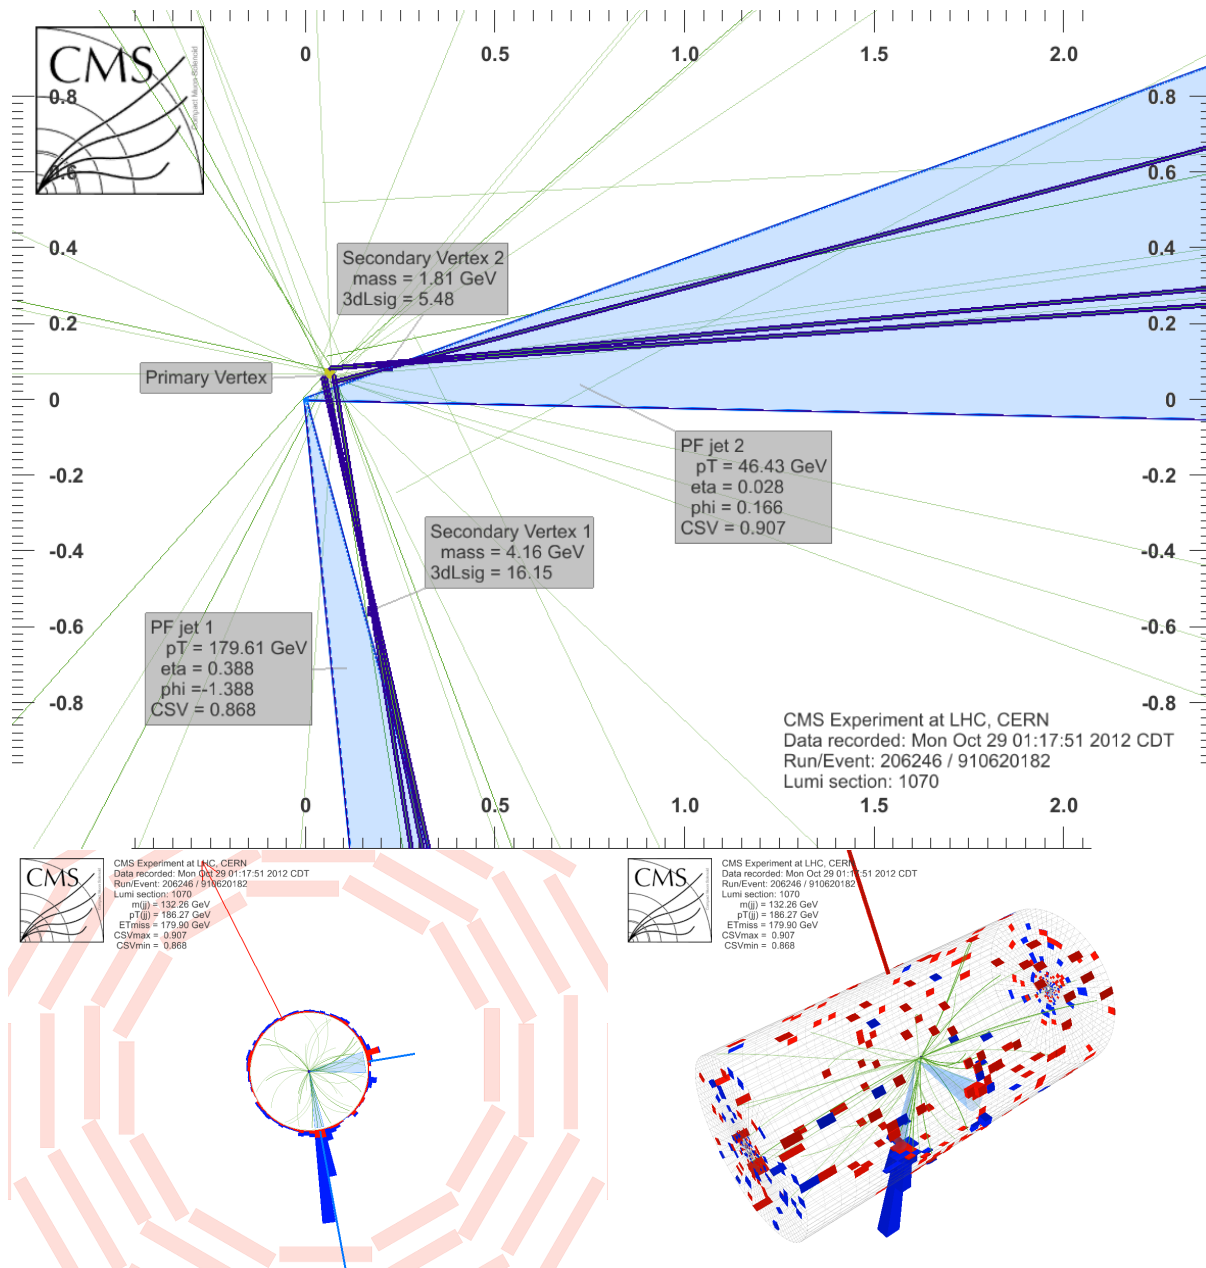 CMS
Compact Muon Solenoid
0 0.5 1.0 1.5 2.0
0.8 0.8
0.6 0.6
0.4 0.4
0.2 0.2
0 0
-0.2 -0.2
-0.4 -0.4
-0.6 -0.6
-0.8 -0.8
Secondary Vertex 2
mass = 1.81 GeV
3dLsig = 5.48
Primary Vertex
PF jet 2
pT = 46.43 GeV
eta = 0.028
phi = 0.166
CSV = 0.907
Secondary Vertex 1
mass = 4.16 GeV
3dLsig = 16.15
PF jet 1
pT = 179.61 GeV
eta = 0.388
phi =-1.388
CSV = 0.868
CMS Experiment at LHC, CERN
Data recorded: Mon Oct 29 01:17:51 2012 CDT
Run/Event: 206246 / 910620182
Lumi section: 1070
0 0.5 1.0 1.5 2.0
CMS
CMS Experiment at LHC, CERN
Data recorded: Mon Oct 29 01:17:51 2012 CDT
Run/Event: 206246 / 910620182
Lumi section: 1070
m(jj) = 132.26 GeV
pT(jj) = 186.27 GeV
ETmiss = 179.90 GeV
CSVmax = 0.907
CSVmin = 0.868
CMS
CMS Experiment at LHC, CERN
Data recorded: Mon Oct 29 01:17:51 2012 CDT
Run/Event: 206246 / 910620182
Lumi section: 1070
m(jj) = 132.26 GeV
pT(jj) = 186.27 GeV
ETmiss = 179.90 GeV
CSVmax = 0.907
CSVmin = 0.868